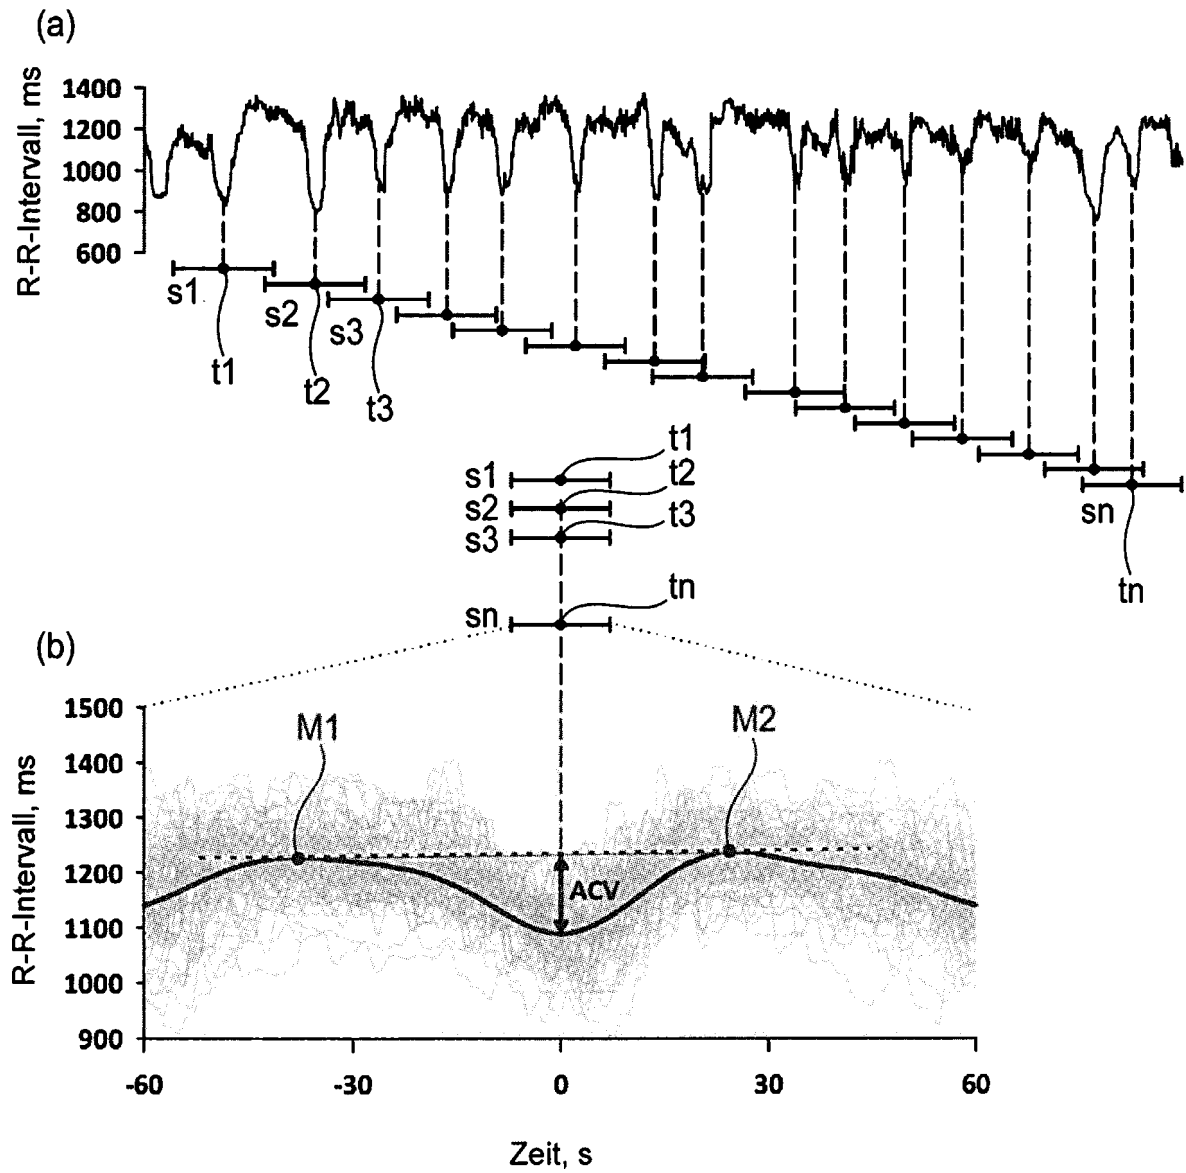 (a)
R-R-Intervall, ms
1400
1200
1000
800
600
s1
s2
s3
t1
t2
t3
sn
tn
s1
t1
s2
t2
s3
t3
sn
tn
(b)
R-R-Intervall, ms
1500
1400
1300
1200
1100
1000
900
M1
M2
ACV
-60
-30
0
30
60
Zeit, s